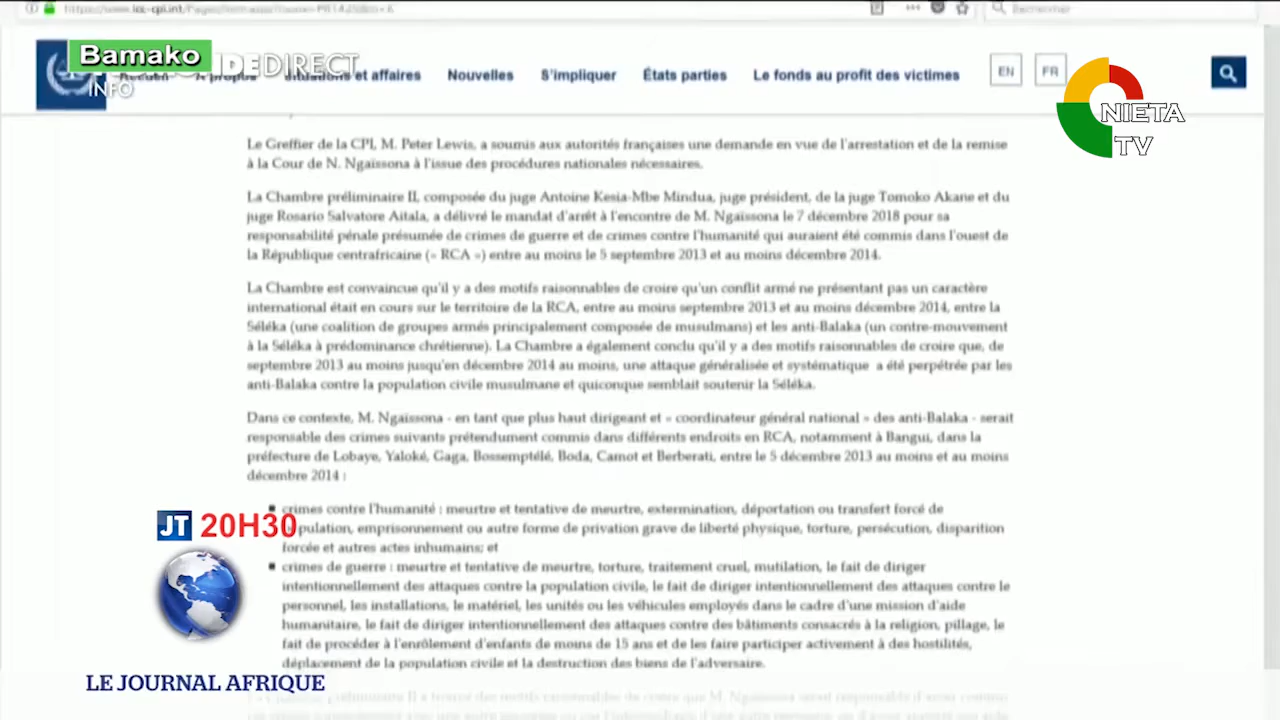 https://www.icc-cpi.int/Pages/
Rechercher
Bamako
DIRECT
INFO
Accueil À propos Situations et affaires Nouvelles S'impliquer États parties Le fonds au profit des victimes EN FR
NIETA
TV
Le Greffier de la CPI, M. Peter Lewis, a soumis aux autorités françaises une demande en vue de l'arrestation et de la remise
à la Cour de N. Ngaïssona à l'issue des procédures nationales nécessaires.
La Chambre préliminaire II, composée du juge Antoine Kesia-Mbe Mindua, juge président, de la juge Tomoko Akane et du
juge Rosario Salvatore Aitala, a délivré le mandat d'arrêt à l'encontre de M. Ngaïssona le 7 décembre 2018 pour sa
responsabilité pénale présumée de crimes de guerre et de crimes contre l'humanité qui auraient été commis dans l'ouest de
la République centrafricaine (« RCA ») entre au moins le 5 septembre 2013 et au moins décembre 2014.
La Chambre est convaincue qu'il y a des motifs raisonnables de croire qu'un conflit armé ne présentant pas un caractère
international était en cours sur le territoire de la RCA, entre au moins septembre 2013 et au moins décembre 2014, entre la
Séléka (une coalition de groupes armés principalement composée de musulmans) et les anti-Balaka (un contre-mouvement
à la Séléka à prédominance chrétienne). La Chambre a également conclu qu'il y a des motifs raisonnables de croire que, de
septembre 2013 au moins jusqu'en décembre 2014 au moins, une attaque généralisée et systématique a été perpétrée par les
anti-Balaka contre la population civile musulmane et quiconque semblait soutenir la Séléka.
Dans ce contexte, M. Ngaïssona - en tant que plus haut dirigeant et « coordinateur général national » des anti-Balaka - serait
responsable des crimes suivants prétendument commis dans différents endroits en RCA, notamment à Bangui, dans la
préfecture de Lobaye, Yaloké, Gaga, Bossemptélé, Boda, Carnot et Berberati, entre le 5 décembre 2013 au moins et au moins
décembre 2014 :
▪ crimes contre l'humanité : meurtre et tentative de meurtre, extermination, déportation ou transfert forcé de
population, emprisonnement ou autre forme de privation grave de liberté physique, torture, persécution, disparition
forcée et autres actes inhumains; et
▪ crimes de guerre : meurtre et tentative de meurtre, torture, traitement cruel, mutilation, le fait de diriger
intentionnellement des attaques contre la population civile, le fait de diriger intentionnellement des attaques contre le
personnel, les installations, le matériel, les unités ou les véhicules employés dans le cadre d'une mission d'aide
humanitaire, le fait de diriger intentionnellement des attaques contre des bâtiments consacrés à la religion, pillage, le
fait de procéder à l'enrôlement d'enfants de moins de 15 ans et de les faire participer activement à des hostilités,
déplacement de la population civile et la destruction des biens de l'adversaire.
JT 20H30
LE JOURNAL AFRIQUE